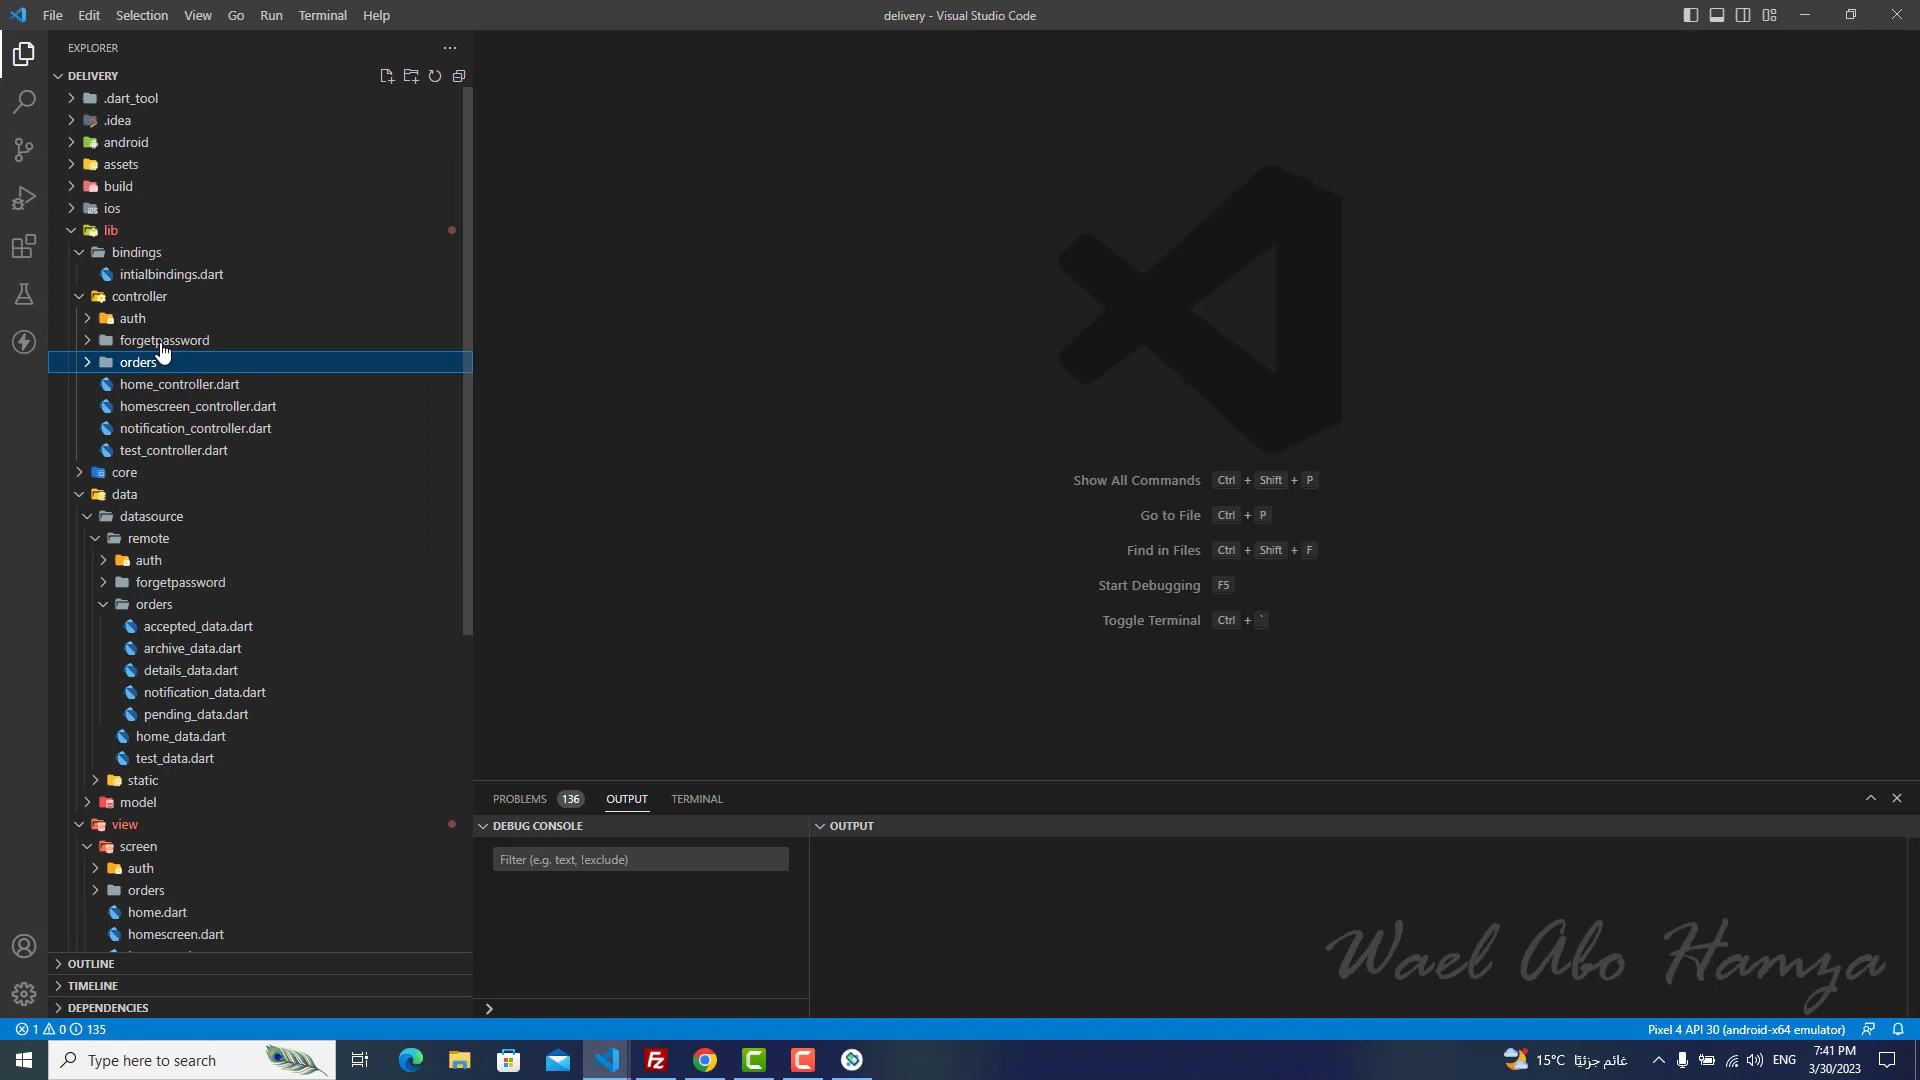 File Edit Selection View Go Run Terminal Help
delivery - Visual Studio Code
EXPLORER
DELIVERY
.dart_tool
.idea
android
assets
build
ios
lib
bindings
intialbindings.dart
controller
auth
forgetpassword
orders
home_controller.dart
homescreen_controller.dart
notification_controller.dart
test_controller.dart
core
data
datasource
remote
auth
forgetpassword
orders
accepted_data.dart
archive_data.dart
details_data.dart
notification_data.dart
pending_data.dart
home_data.dart
test_data.dart
static
model
view
screen
auth
orders
home.dart
homescreen.dart
OUTLINE
TIMELINE
DEPENDENCIES
Show All Commands Ctrl + Shift + P
Go to File Ctrl + P
Find in Files Ctrl + Shift + F
Start Debugging F5
Toggle Terminal Ctrl + `
PROBLEMS 136 OUTPUT TERMINAL
DEBUG CONSOLE
Filter (e.g. text, !exclude)
OUTPUT
Wael Abo Hamza
1 0 135
Pixel 4 API 30 (android-x64 emulator)
Type here to search
15°C غائم جزئيًا
ENG
7:41 PM
3/30/2023